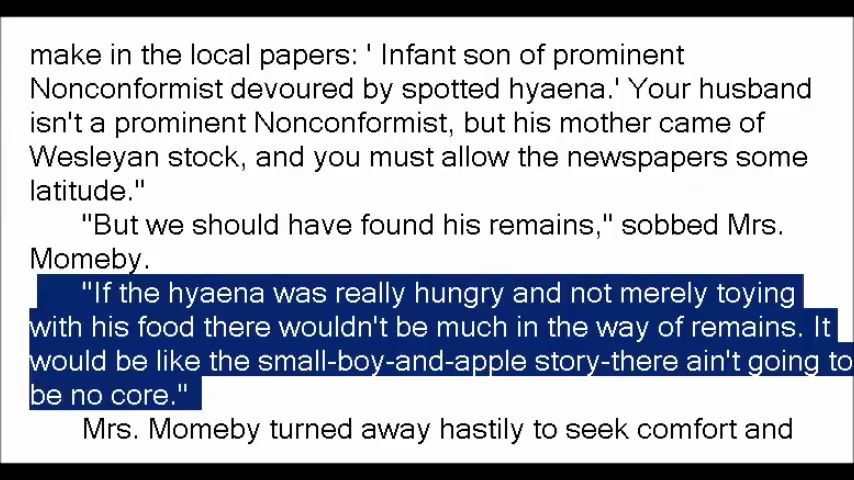 make in the local papers: ' Infant son of prominent
Nonconformist devoured by spotted hyaena.' Your husband
isn't a prominent Nonconformist, but his mother came of
Wesleyan stock, and you must allow the newspapers some
latitude."
"But we should have found his remains," sobbed Mrs.
Momeby.
"If the hyaena was really hungry and not merely toying
with his food there wouldn't be much in the way of remains. It
would be like the small-boy-and-apple story-there ain't going to
be no core."
Mrs. Momeby turned away hastily to seek comfort and